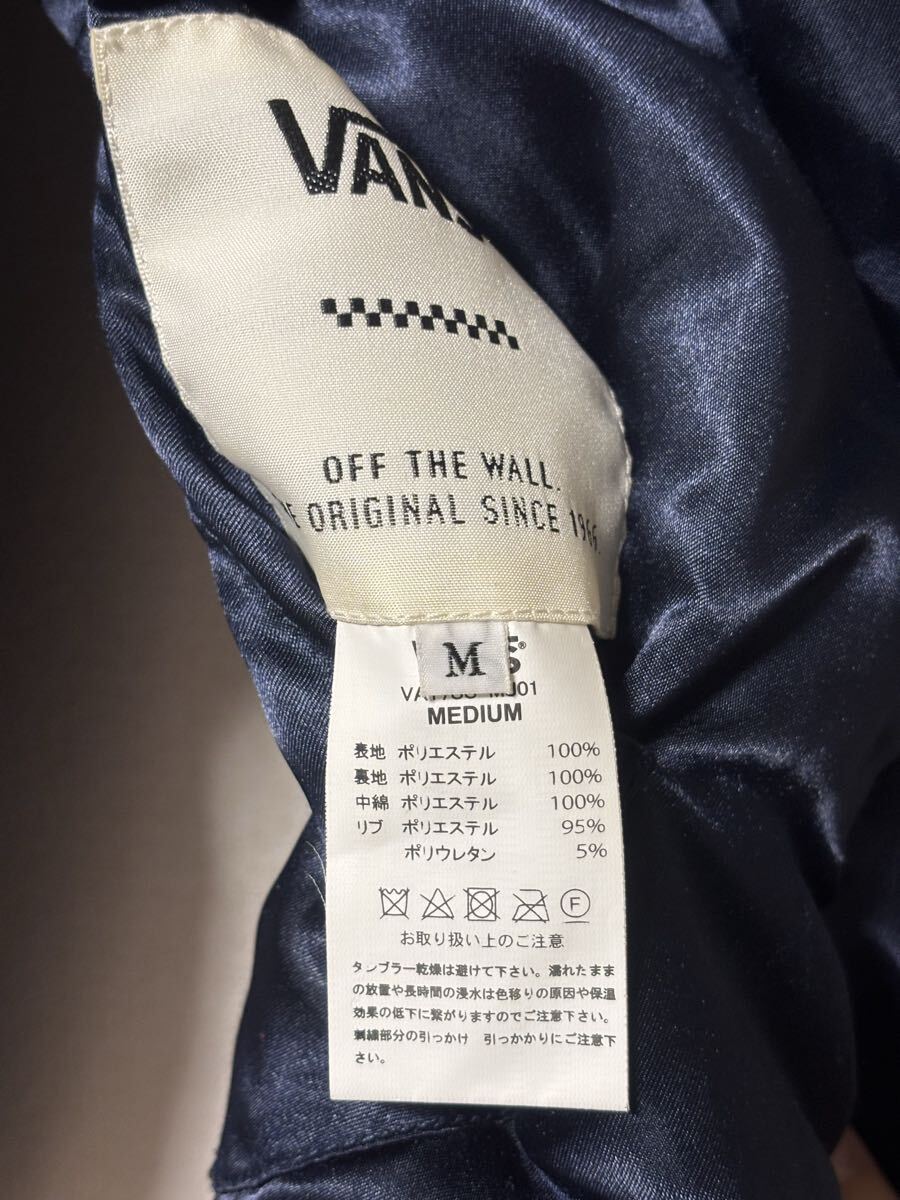 VANS
OFF THE WALL.
ORIGINAL SINCE 1966.
M
MEDIUM
表地 ポリエステル 100%
裏地 ポリエステル 100%
中綿 ポリエステル 100%
リブ ポリエステル 95%
ポリウレタン 5%
F
お取り扱い上のご注意
タンブラー乾燥は避けて下さい。濡れたまま
の放置や長時間の浸水は色移りの原因や保温
効果の低下に繋がりますのでご注意下さい。
刺繍部分の引っかけ 引っかかりにご注意下
さい。